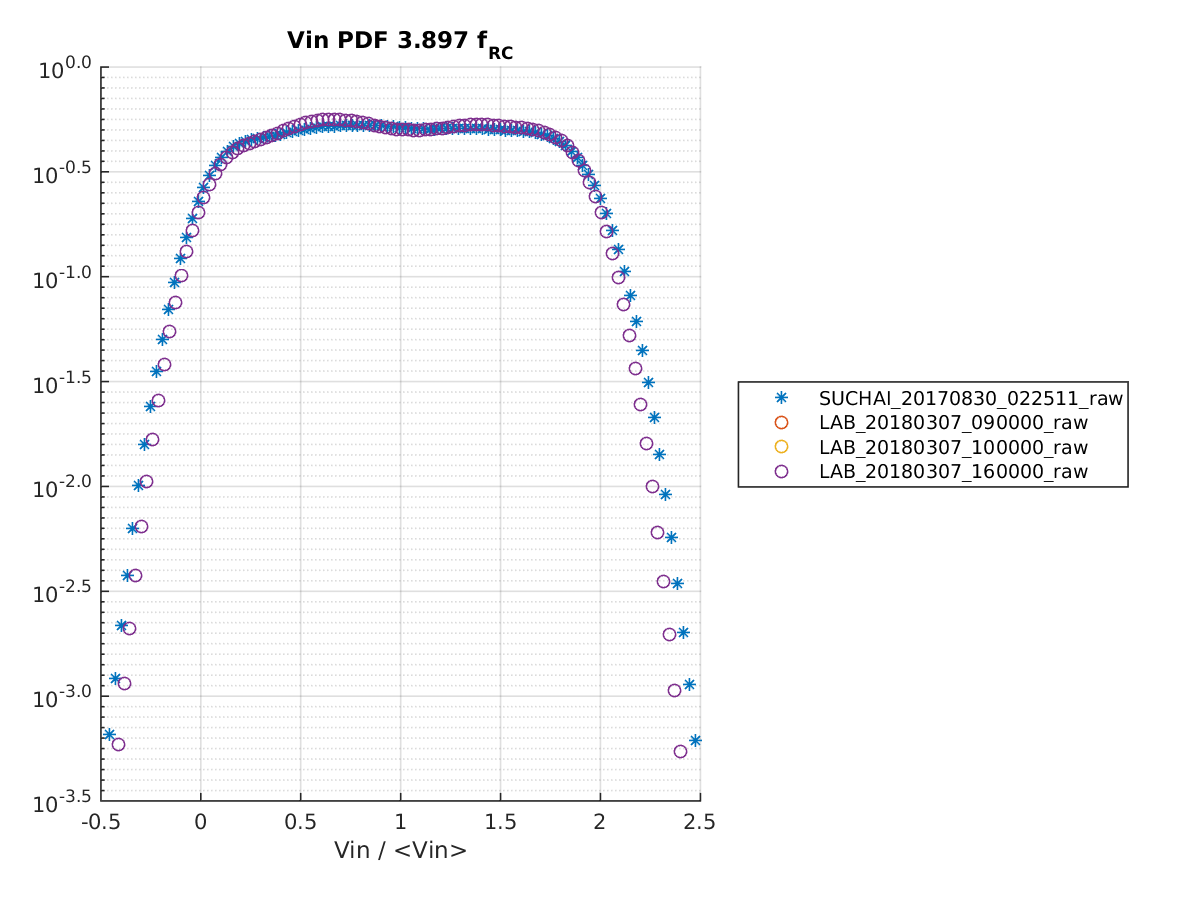 Vin PDF 3.897 f_RC
10^0.0
10^-0.5
10^-1.0
10^-1.5
10^-2.0
10^-2.5
10^-3.0
10^-3.5
-0.5 0 0.5 1 1.5 2 2.5
Vin / <Vin>
SUCHAI_20170830_022511_raw
LAB_20180307_090000_raw
LAB_20180307_100000_raw
LAB_20180307_160000_raw